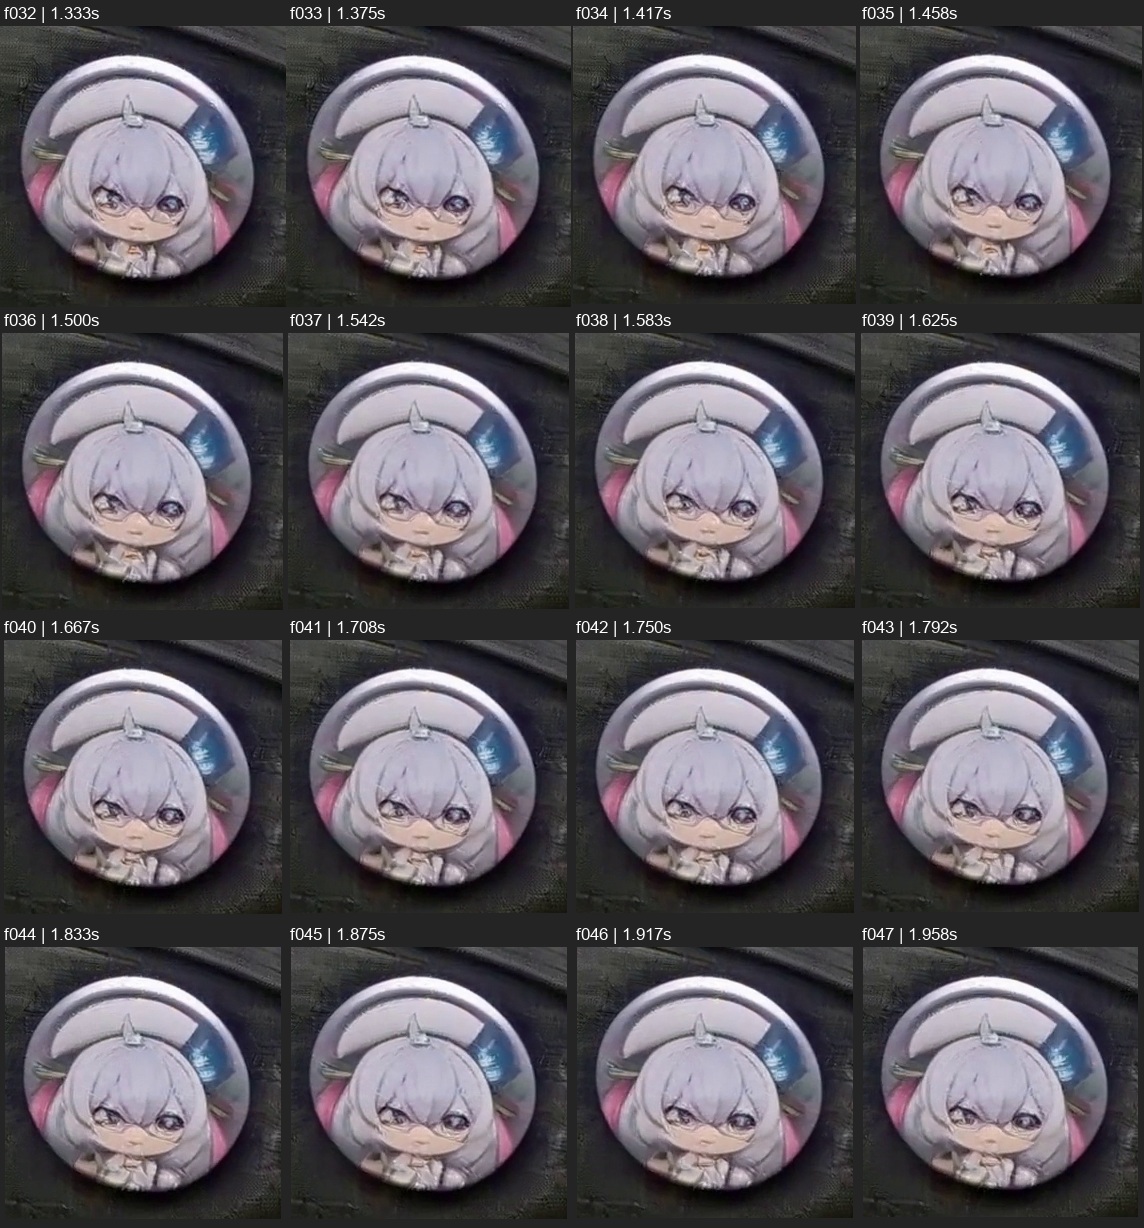 f032 | 1.333s f033 | 1.375s f034 | 1.417s f035 | 1.458s
f036 | 1.500s f037 | 1.542s f038 | 1.583s f039 | 1.625s
f040 | 1.667s f041 | 1.708s f042 | 1.750s f043 | 1.792s
f044 | 1.833s f045 | 1.875s f046 | 1.917s f047 | 1.958s